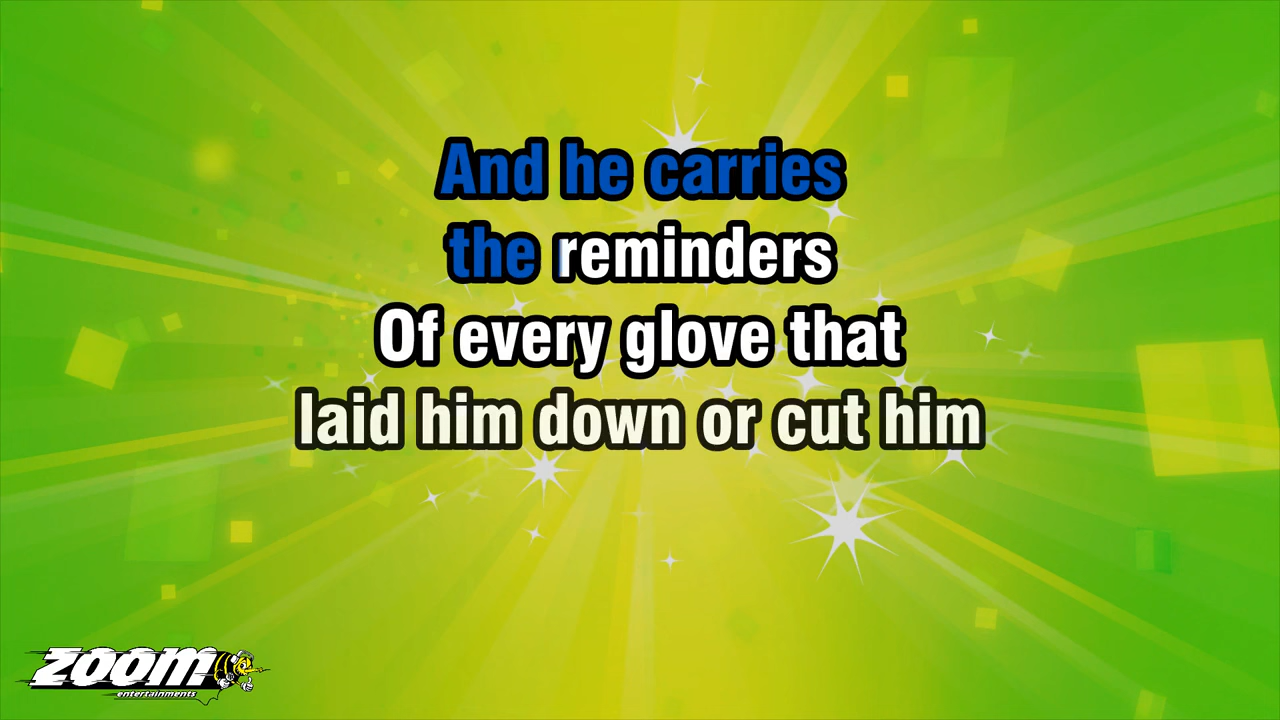 And he carries
the reminders
Of every glove that
laid him down or cut him
zoom
entertainments